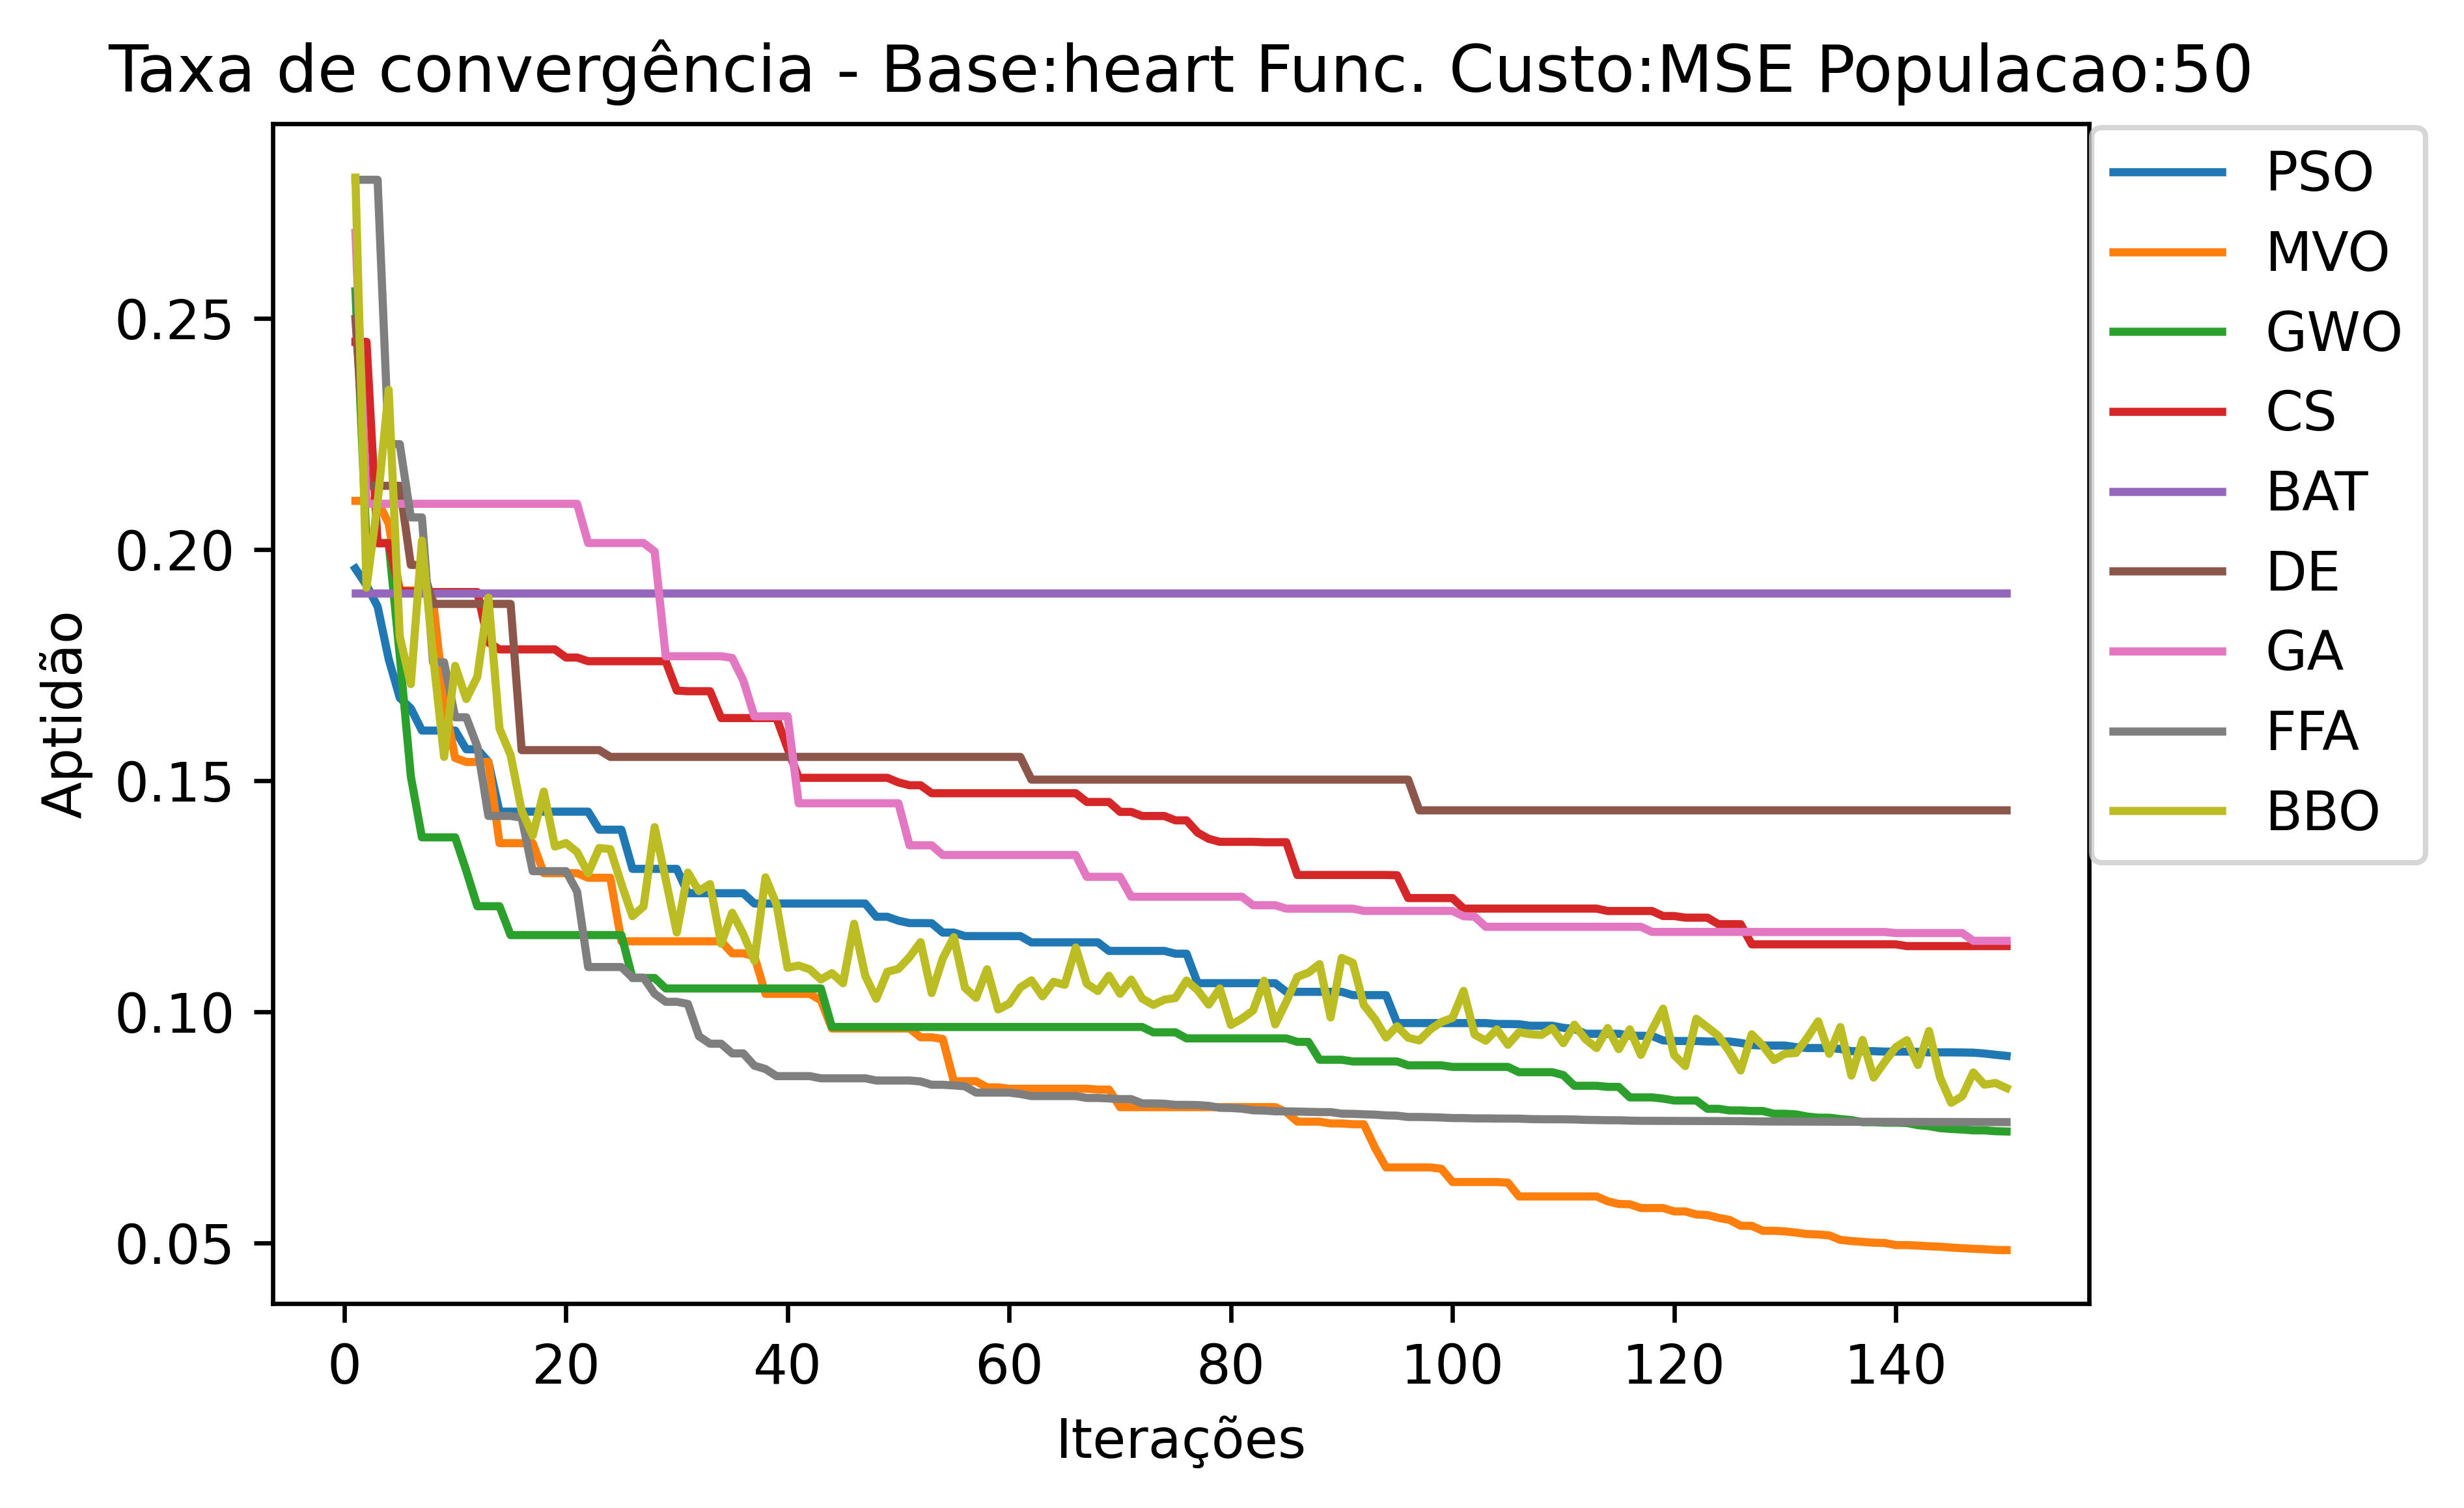 Taxa de convergência - Base:heart Func. Custo:MSE Populacao:50
PSO
MVO
GWO
CS
BAT
DE
GA
FFA
BBO
Aptidão
0.25
0.20
0.15
0.10
0.05
0 20 40 60 80 100 120 140
Iterações